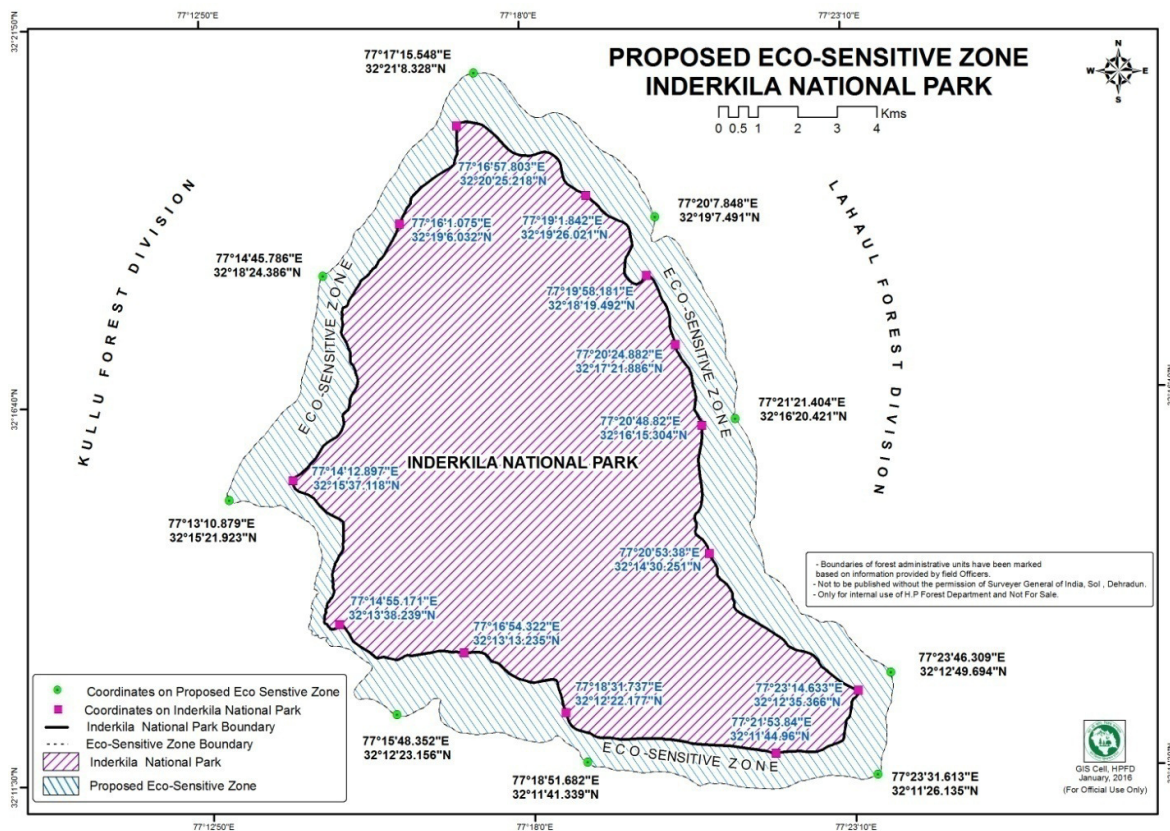 77°12'50"E
77°18'0"E
77°23'10"E
32°21'50"N
PROPOSED ECO-SENSITIVE ZONE
INDERKILA NATIONAL PARK
N
W
E
S
Kms
0 0.5 1 2 3 4
77°17'15.548"E
32°21'8.328"N
77°16'57.803"E
32°20'25.218"N
77°20'7.848"E
32°19'7.491"N
77°16'1.075"E
32°19'6.032"N
77°19'1.842"E
32°19'26.021"N
KULLU FOREST DIVISION
LAHAUL FOREST DIVISION
77°14'45.786"E
32°18'24.386"N
77°19'58.181"E
32°18'19.492"N
ECO-SENSITIVE ZONE
ECO-SENSITIVE ZONE
77°20'24.882"E
32°17'21.886"N
32°16'40"N
77°21'21.404"E
32°16'20.421"N
77°20'48.82"E
32°16'15.304"N
INDERKILA NATIONAL PARK
77°14'12.897"E
32°15'37.118"N
77°13'10.879"E
32°15'21.923"N
77°20'53.38"E
32°14'30.251"N
- Boundaries of forest administrative units have been marked
based on information provided by field Officers.
- Not to be published without the permission of Surveyer General of India, SoI , Dehradun.
- Only for internal use of H.P Forest Department and Not For Sale.
77°14'55.171"E
32°13'38.239"N
77°16'54.322"E
32°13'13.235"N
77°23'46.309"E
32°12'49.694"N
77°18'31.737"E
32°12'22.177"N
77°23'14.633"E
32°12'35.366"N
77°21'53.84"E
32°11'44.96"N
77°15'48.352"E
32°12'23.156"N
ECO-SENSITIVE ZONE
77°18'51.682"E
32°11'41.339"N
77°23'31.613"E
32°11'26.135"N
Coordinates on Proposed Eco Senstive Zone
Coordinates on Inderkila National Park
Inderkila National Park Boundary
Eco-Sensitive Zone Boundary
Inderkila National Park
Proposed Eco-Sensitive Zone
GIS Cell, HPFD
January, 2016
(For Official Use Only)
32°11'30"N
77°12'50"E
77°18'0"E
77°23'10"E